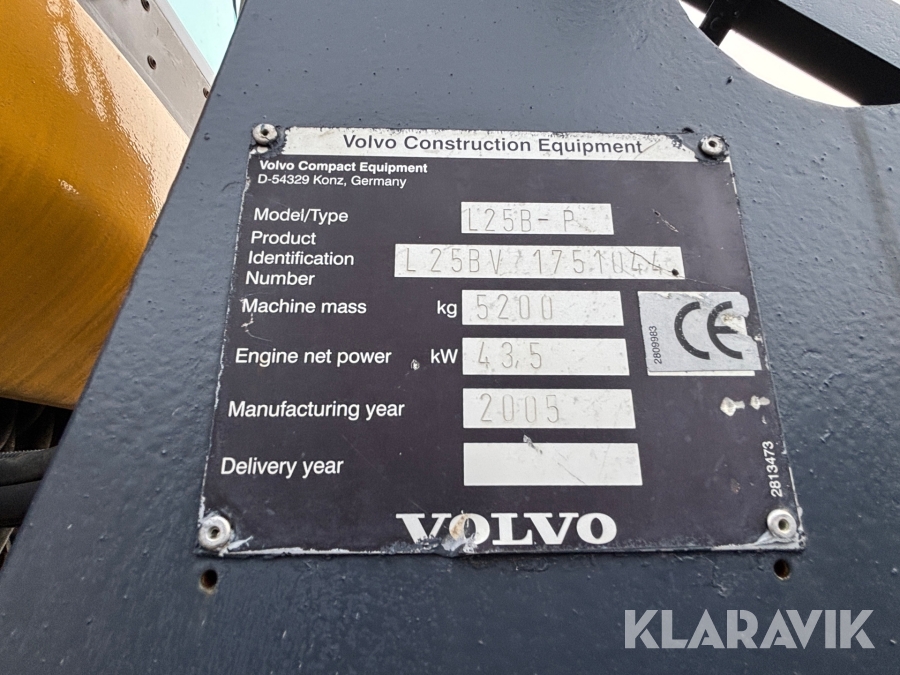 Volvo Construction Equipment
Volvo Compact Equipment
D-54329 Konz, Germany
Model/Type L25B-P
Product
Identification L25BV 1751044
Number
Machine mass kg 5200
Engine net power kW 43,5
Manufacturing year 2005
Delivery year
CE
2809983
2813473
VOLVO
KLARAVIK